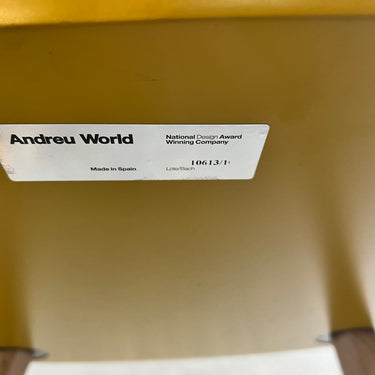 Andreu World
National Design Award
Winning Company
Made in Spain
10613/1
Lote/Bach